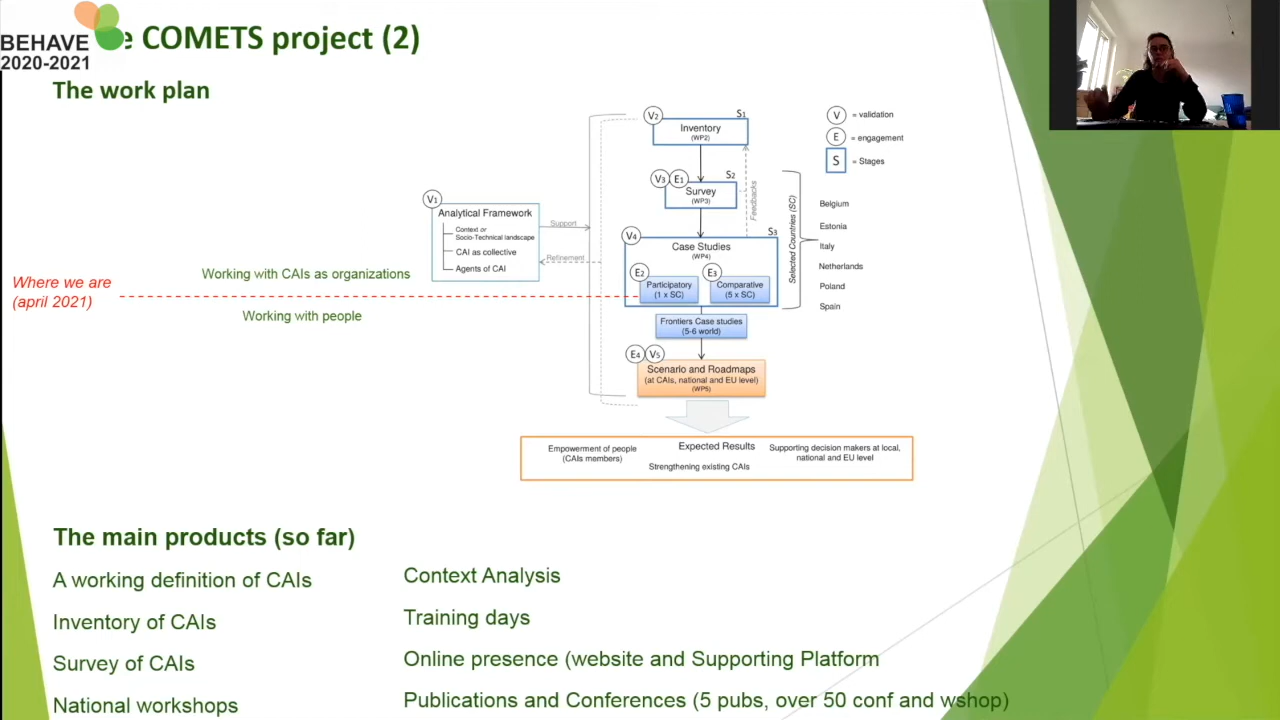 BEHAVE
2020-2021
e COMETS project (2)
The work plan
V2
S1
Inventory
(WP2)
V3
E1
S2
Survey
(WP3)
Feedbacks
V1
Analytical Framework
Context or
Socio-Technical landscape
CAI as collective
Agents of CAI
Support
Refinement
V4
S3
Case Studies
(WP4)
E2
Participatory
(1 x SC)
E3
Comparative
(5 x SC)
Frontiers Case studies
(5-6 world)
E4
V5
Scenario and Roadmaps
(at CAIs, national and EU level)
(WP5)
V = validation
E = engagement
S = Stages
Selected Countries (SC)
Belgium
Estonia
Italy
Netherlands
Poland
Spain
Where we are
(april 2021)
Working with CAIs as organizations
Working with people
Expected Results
Empowerment of people
(CAIs members)
Strengthening existing CAIs
Supporting decision makers at local,
national and EU level
The main products (so far)
A working definition of CAIs
Inventory of CAIs
Survey of CAIs
National workshops
Context Analysis
Training days
Online presence (website and Supporting Platform
Publications and Conferences (5 pubs, over 50 conf and wshop)